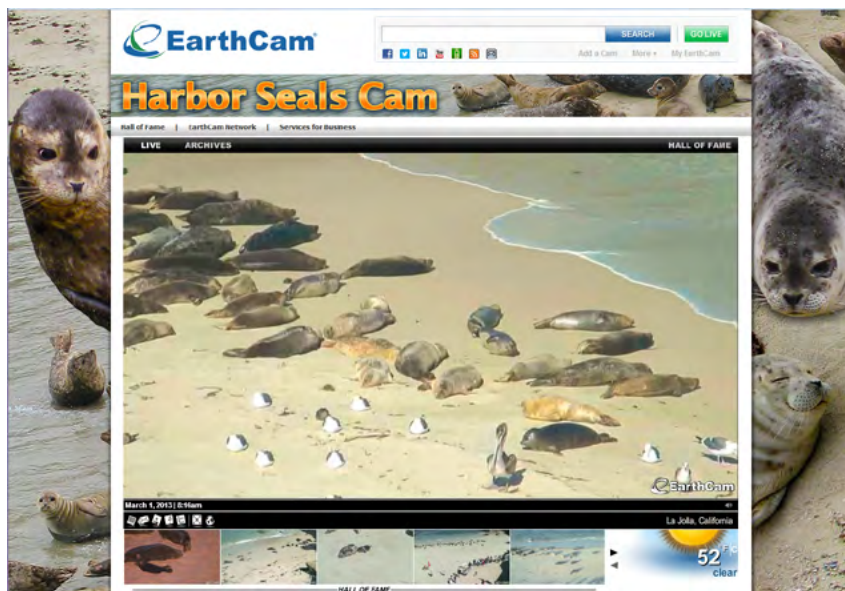 EarthCam
SEARCH
GO LIVE
Add a Cam More My EarthCam
Harbor Seals Cam
Hall of Fame | EarthCam Network | Services for Business
LIVE ARCHIVES HALL OF FAME
EarthCam
March 1, 2013 | 8:16am
La Jolla, California
52°F|C
clear
HALL OF FAME